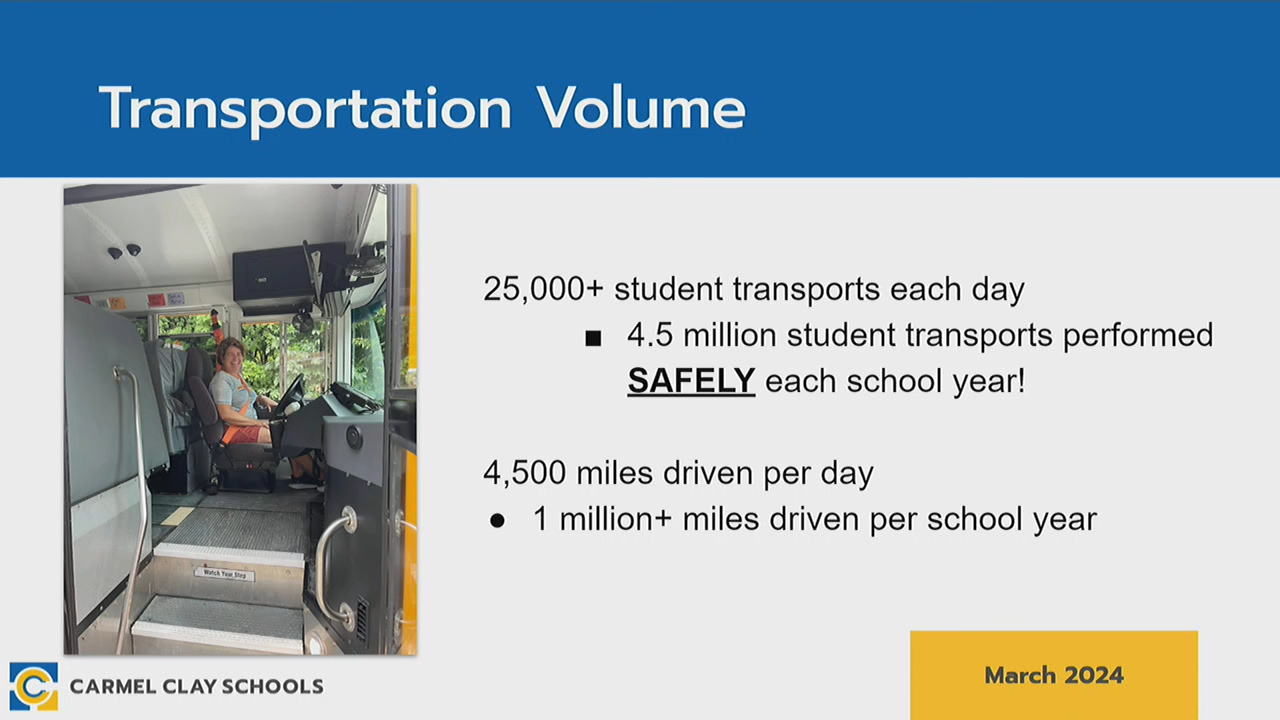 Transportation Volume
25,000+ student transports each day
■ 4.5 million student transports performed
SAFELY each school year!
4,500 miles driven per day
● 1 million+ miles driven per school year
Watch Your Step
CARMEL CLAY SCHOOLS
March 2024